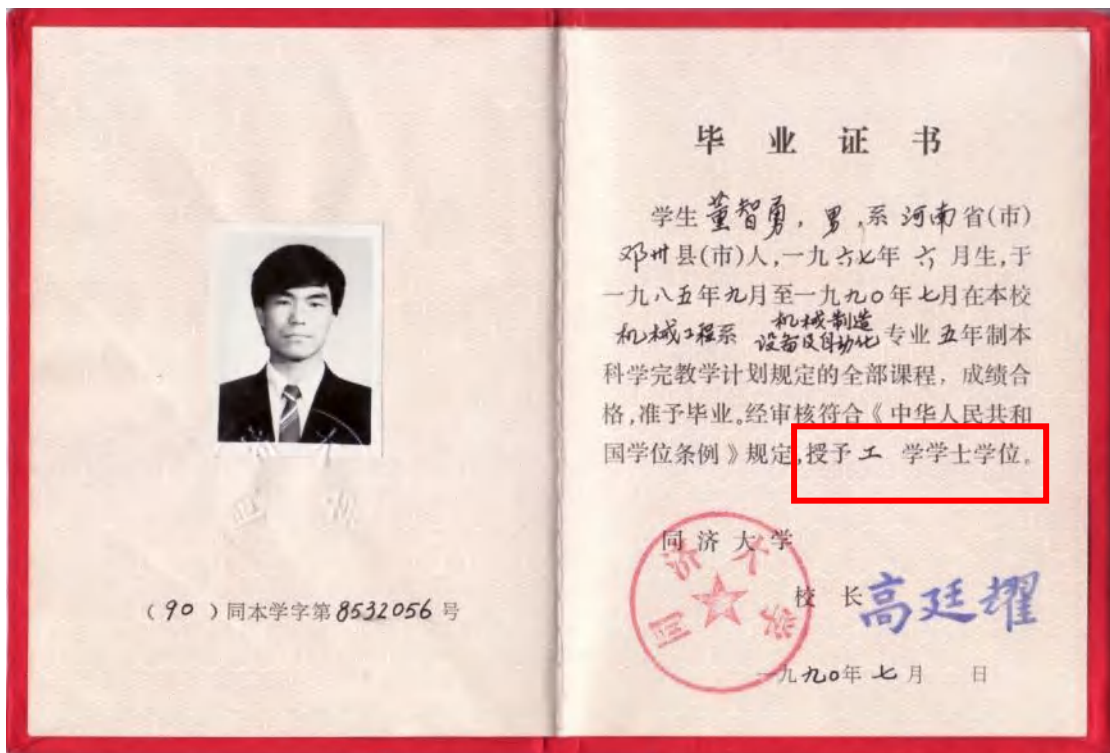 （90）同本学字第8532056号
毕业证书
学生董智勇，男，系河南省(市)
邓州县(市)人，一九六七年六月生，于
一九八五年九月至一九九〇年七月在本校
机械工程系 机械制造
设备及自动化 专业五年制本
科学完教学计划规定的全部课程，成绩合
格，准予毕业。经审核符合《中华人民共和
国学位条例》规定，授予工 学学士学位。
同济大学
同济大学
校长高廷耀
一九九〇年七月 日